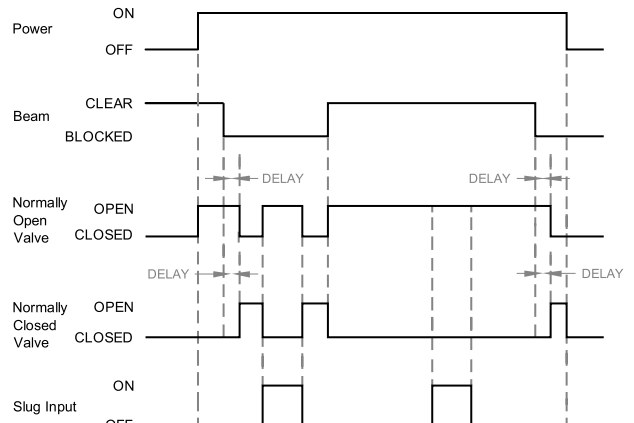 Power
ON
OFF
Beam
CLEAR
BLOCKED
DELAY
DELAY
Normally
Open
Valve
OPEN
CLOSED
DELAY
DELAY
Normally
Closed
Valve
OPEN
CLOSED
Slug Input
ON
OFF